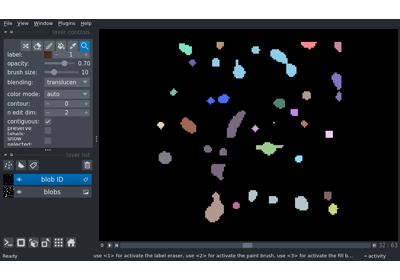 File View Window Plugins Help
layer controls
label: 1
opacity: 0.70
brush size: 10
blending: translucen
color mode: auto
contour: 0
n edit dim: 2
contiguous:
preserve labels:
show selected:
layer list
blob ID
blobs
32 63
Ready
use <1> for activate the label eraser, use <2> for activate the paint brush, use <3> for activate the fill b...
activity